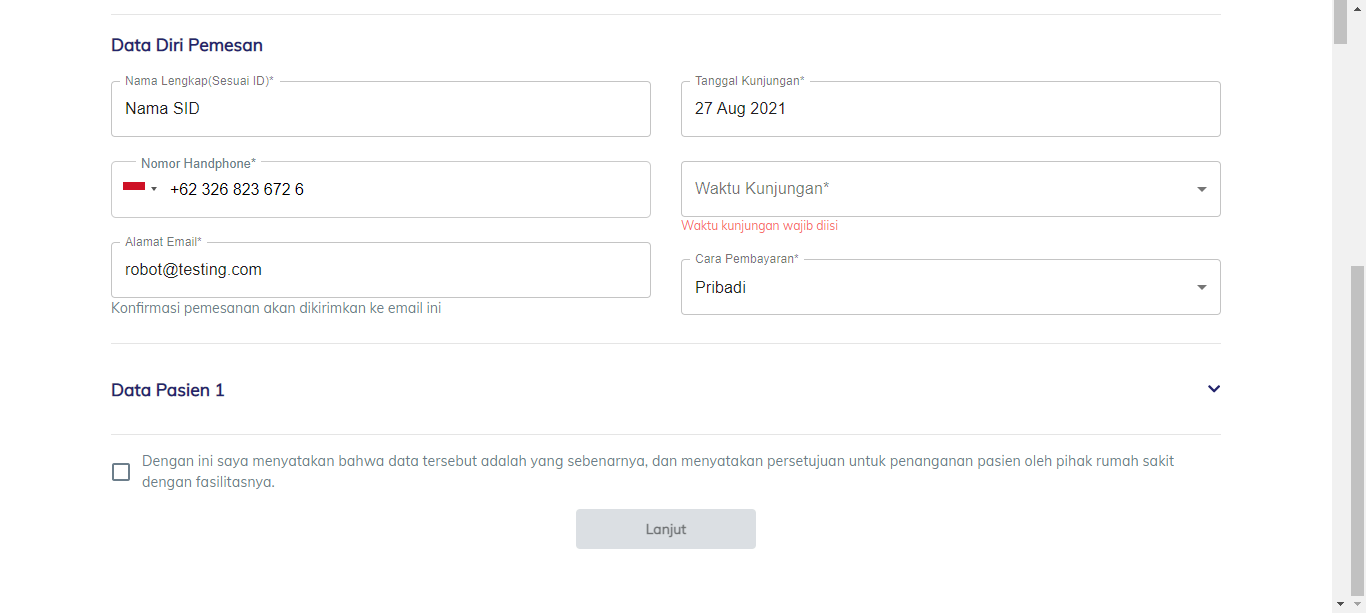 Data Diri Pemesan
Nama Lengkap(Sesuai ID)*
Nama SID
Tanggal Kunjungan*
27 Aug 2021
Nomor Handphone*
+62 326 823 672 6
Waktu Kunjungan*
Waktu kunjungan wajib diisi
Alamat Email*
robot@testing.com
Konfirmasi pemesanan akan dikirimkan ke email ini
Cara Pembayaran*
Pribadi
Data Pasien 1
Dengan ini saya menyatakan bahwa data tersebut adalah yang sebenarnya, dan menyatakan persetujuan untuk penanganan pasien oleh pihak rumah sakit
dengan fasilitasnya.
Lanjut